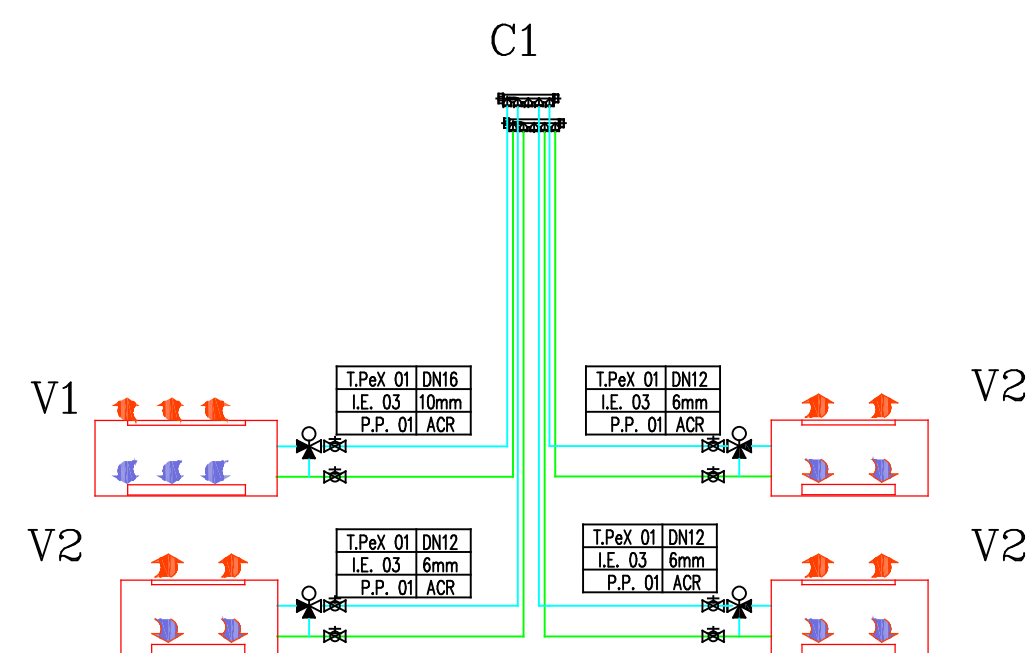 C1
V1
T.PeX 01 DN16
I.E. 03 10mm
P.P. 01 ACR
T.PeX 01 DN12
I.E. 03 6mm
P.P. 01 ACR
V2
V2
T.PeX 01 DN12
I.E. 03 6mm
P.P. 01 ACR
T.PeX 01 DN12
I.E. 03 6mm
P.P. 01 ACR
V2